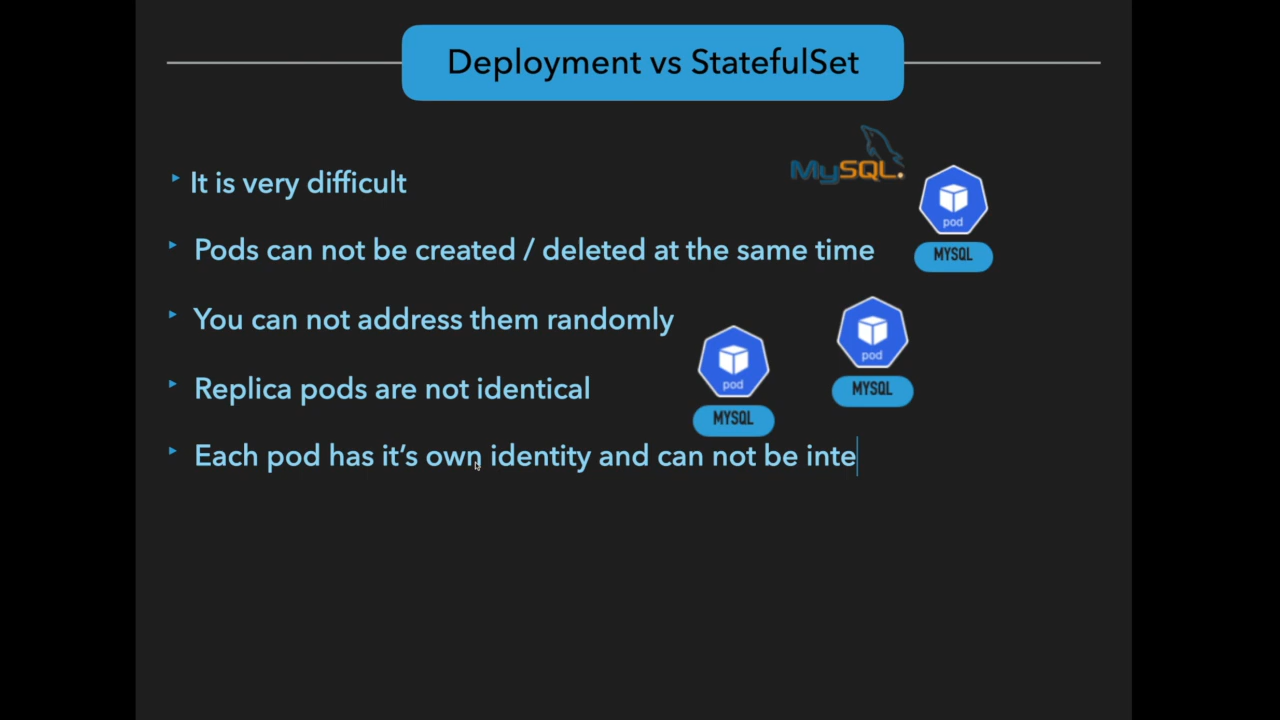 Deployment vs StatefulSet
MySQL.
It is very difficult
pod
Pods can not be created / deleted at the same time
MYSQL
You can not address them randomly
pod
pod
MYSQL
Replica pods are not identical
MYSQL
Each pod has it’s own identity and can not be inte